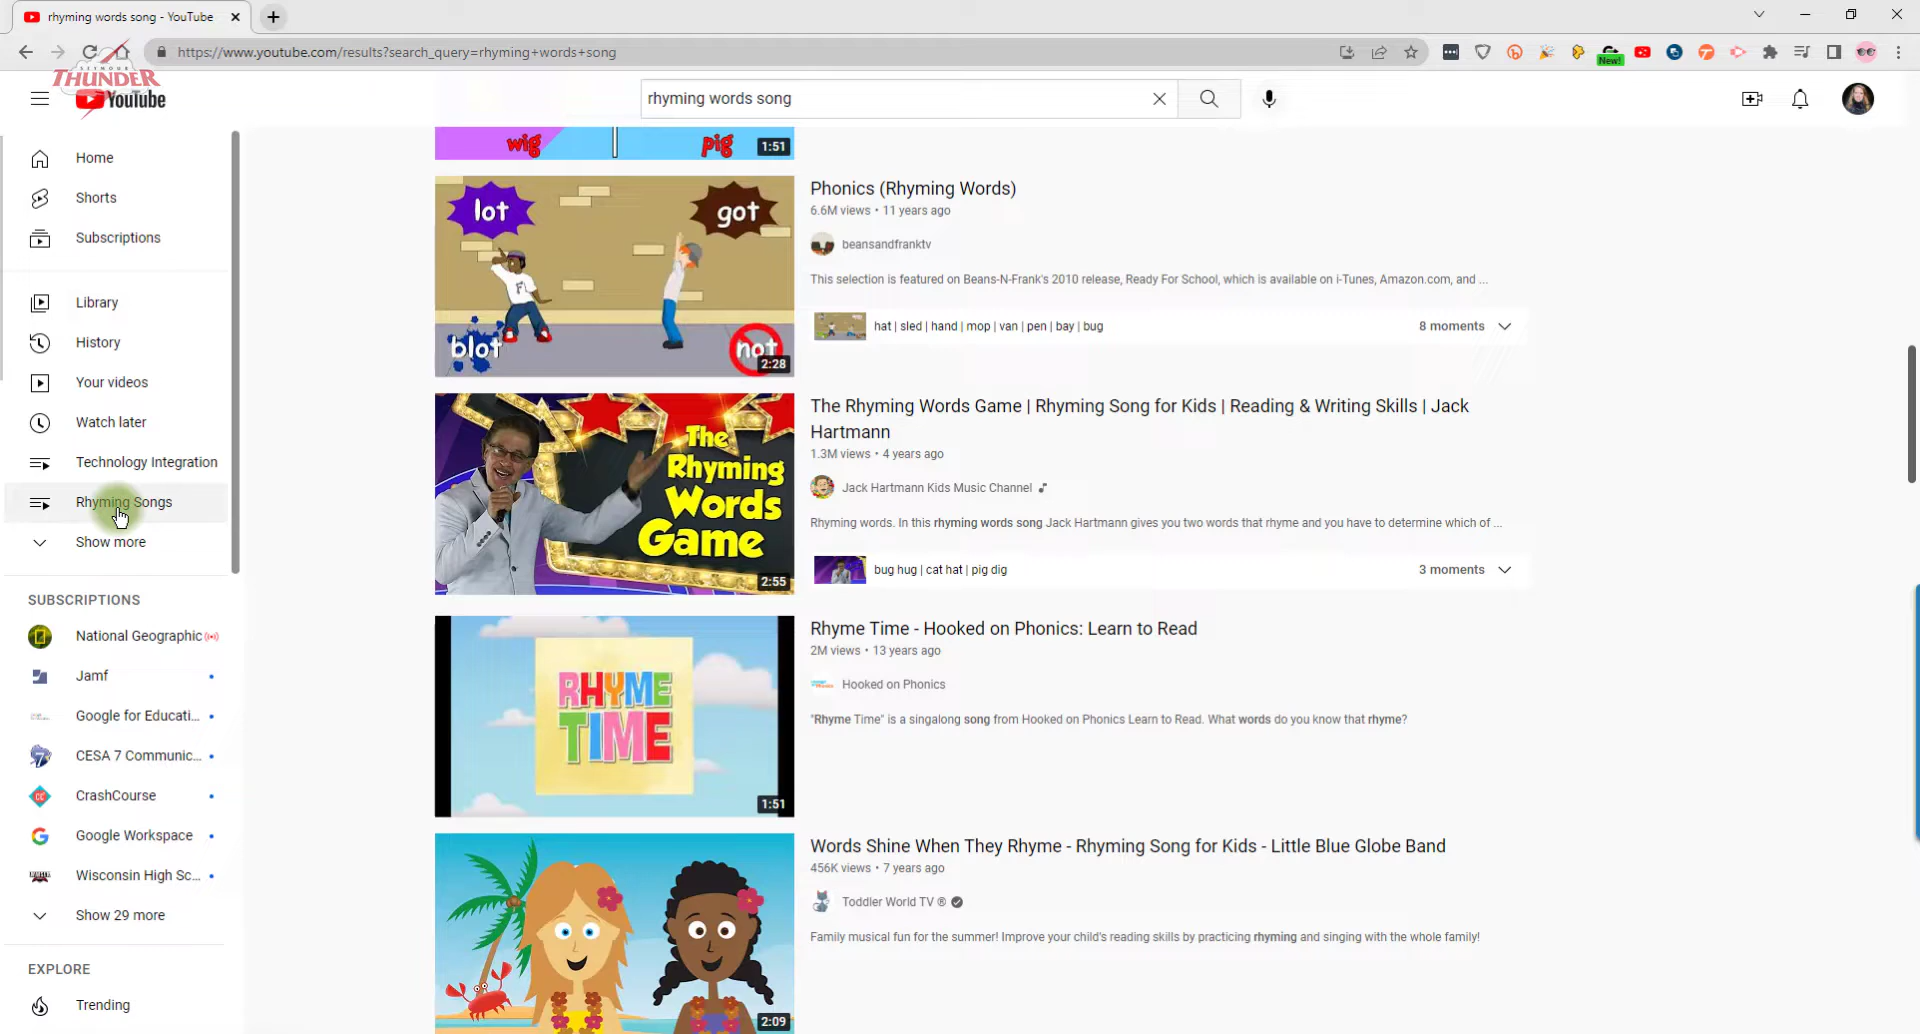 rhyming words song - YouTube
https://www.youtube.com/results?search_query=rhyming+words+song
New!
SEYMOUR
THUNDER
YouTube
rhyming words song
Home
Shorts
Subscriptions
Library
History
Your videos
Watch later
Technology Integration
Rhyming Songs
Show more
SUBSCRIPTIONS
National Geographic
Jamf
Google for Educati...
CESA 7 Communic...
CrashCourse
Google Workspace
Wisconsin High Sc...
Show 29 more
EXPLORE
Trending
wig
pig
1:51
lot
got
blot
not
2:28
Phonics (Rhyming Words)
6.6M views • 11 years ago
beansandfranktv
This selection is featured on Beans-N-Frank's 2010 release, Ready For School, which is available on i-Tunes, Amazon.com, and ...
hat | sled | hand | mop | van | pen | bay | bug
8 moments
The
Rhyming
Words
Game
2:55
The Rhyming Words Game | Rhyming Song for Kids | Reading & Writing Skills | Jack
Hartmann
1.3M views • 4 years ago
Jack Hartmann Kids Music Channel
Rhyming words. In this rhyming words song Jack Hartmann gives you two words that rhyme and you have to determine which of ...
bug hug | cat hat | pig dig
3 moments
RHYME
TIME
1:51
Rhyme Time - Hooked on Phonics: Learn to Read
2M views • 13 years ago
Hooked on Phonics
"Rhyme Time" is a singalong song from Hooked on Phonics Learn to Read. What words do you know that rhyme?
2:09
Words Shine When They Rhyme - Rhyming Song for Kids - Little Blue Globe Band
456K views • 7 years ago
Toddler World TV ®
Family musical fun for the summer! Improve your child's reading skills by practicing rhyming and singing with the whole family!